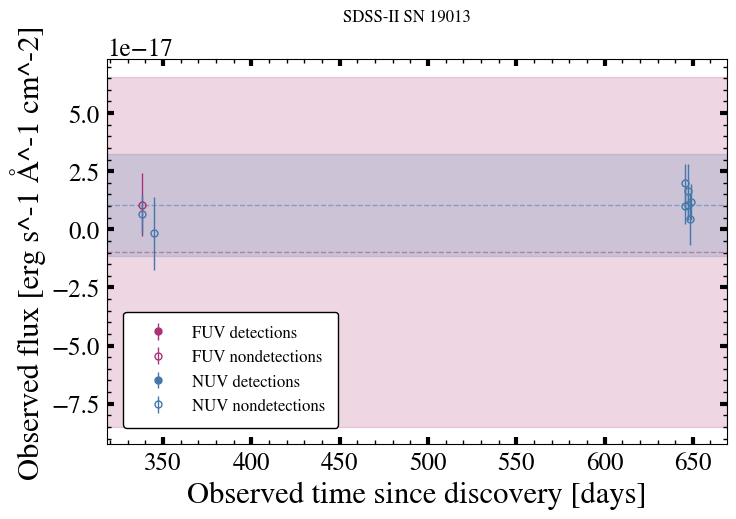 SDSS-II SN 19013
1e−17
Observed flux [erg s^-1 Å^-1 cm^-2]
5.0
2.5
0.0
−2.5
−5.0
−7.5
FUV detections
FUV nondetections
NUV detections
NUV nondetections
350 400 450 500 550 600 650
Observed time since discovery [days]